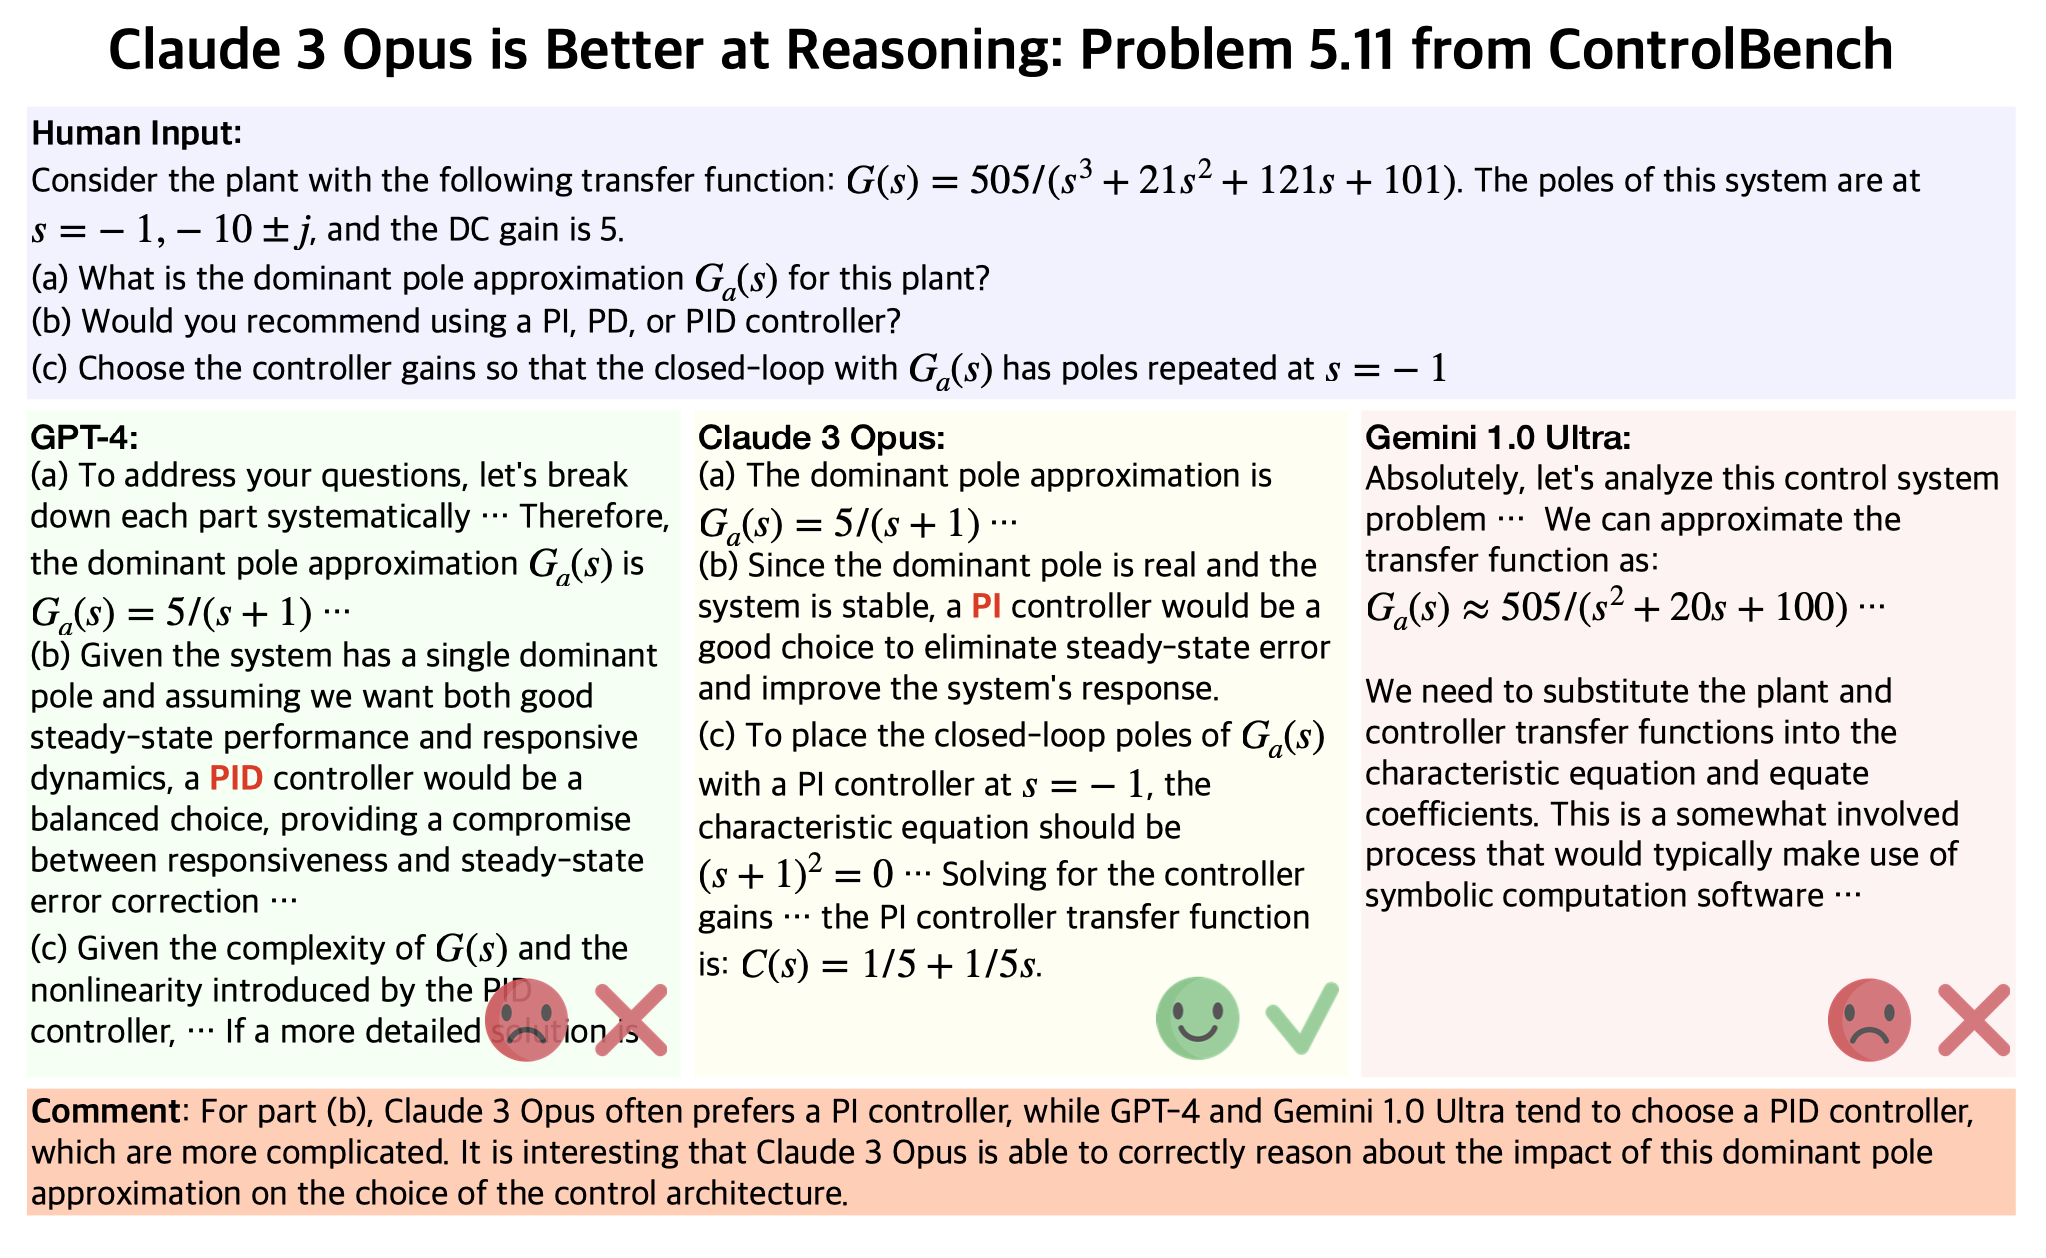 Claude 3 Opus is Better at Reasoning: Problem 5.11 from ControlBench
Human Input:
Consider the plant with the following transfer function: G(s) = 505/(s³ + 21s² + 121s + 101). The poles of this system are at
s = − 1, − 10 ± j, and the DC gain is 5.
(a) What is the dominant pole approximation Gₐ(s) for this plant?
(b) Would you recommend using a PI, PD, or PID controller?
(c) Choose the controller gains so that the closed-loop with Gₐ(s) has poles repeated at s = − 1
GPT-4:
(a) To address your questions, let's break
down each part systematically ⋯ Therefore,
the dominant pole approximation Gₐ(s) is
Gₐ(s) = 5/(s + 1) ⋯
(b) Given the system has a single dominant
pole and assuming we want both good
steady-state performance and responsive
dynamics, a PID controller would be a
balanced choice, providing a compromise
between responsiveness and steady-state
error correction ⋯
(c) Given the complexity of G(s) and the
nonlinearity introduced by the PID
controller, ⋯ If a more detailed solution is
Claude 3 Opus:
(a) The dominant pole approximation is
Gₐ(s) = 5/(s + 1) ⋯
(b) Since the dominant pole is real and the
system is stable, a PI controller would be a
good choice to eliminate steady-state error
and improve the system's response.
(c) To place the closed-loop poles of Gₐ(s)
with a PI controller at s = − 1, the
characteristic equation should be
(s + 1)² = 0 ⋯ Solving for the controller
gains ⋯ the PI controller transfer function
is: C(s) = 1/5 + 1/5s.
Gemini 1.0 Ultra:
Absolutely, let's analyze this control system
problem ⋯ We can approximate the
transfer function as:
Gₐ(s) ≈ 505/(s² + 20s + 100) ⋯
We need to substitute the plant and
controller transfer functions into the
characteristic equation and equate
coefficients. This is a somewhat involved
process that would typically make use of
symbolic computation software ⋯
Comment: For part (b), Claude 3 Opus often prefers a PI controller, while GPT-4 and Gemini 1.0 Ultra tend to choose a PID controller,
which are more complicated. It is interesting that Claude 3 Opus is able to correctly reason about the impact of this dominant pole
approximation on the choice of the control architecture.